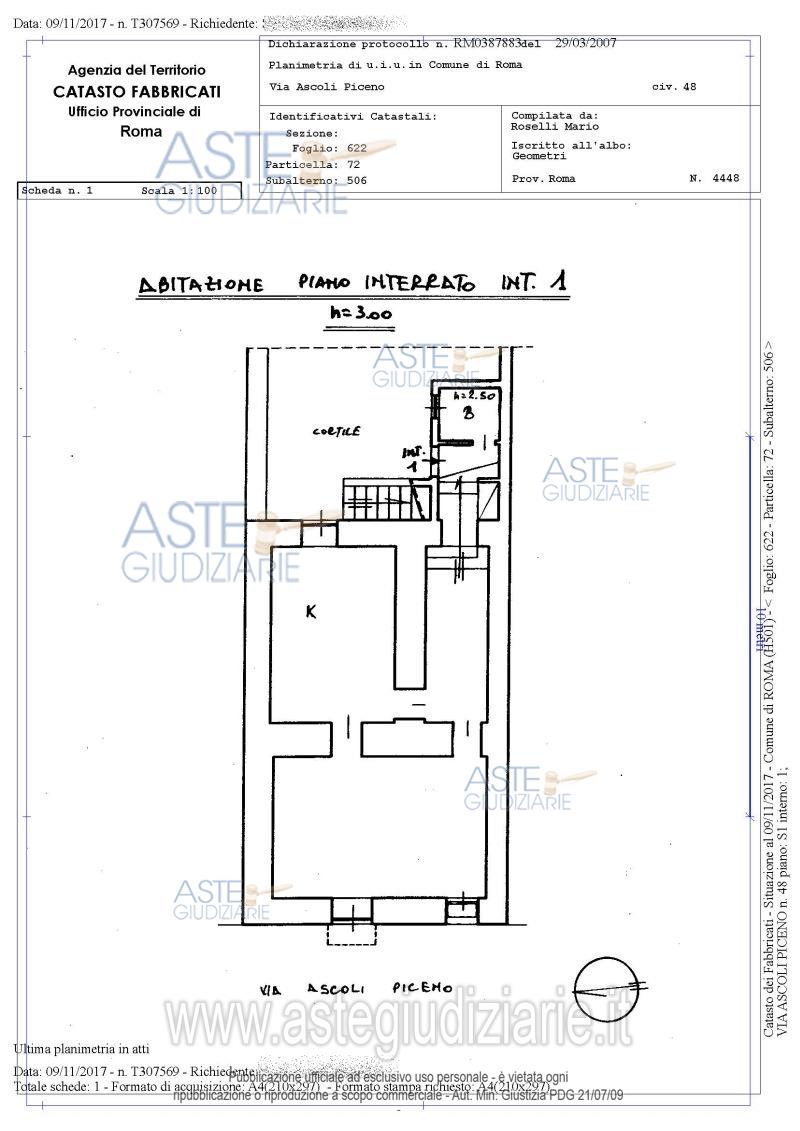 Data: 09/11/2017 - n. T307569 - Richiedente:
Agenzia del Territorio
CATASTO FABBRICATI
Ufficio Provinciale di
Roma
Dichiarazione protocollo n. RM0387883del 29/03/2007
Planimetria di u.i.u. in Comune di Roma
Via Ascoli Piceno civ. 48
Identificativi Catastali:
Sezione:
Foglio: 622
Particella: 72
Subalterno: 506
Compilata da:
Roselli Mario
Iscritto all'albo:
Geometri
Prov. Roma N. 4448
Scheda n. 1 Scala 1:100
ASTE
GIUDIZIARIE
ABITAZIONE PIANO INTERRATO INT. 1
h=3.00
ASTE
GIUDIZIARIE
h=2.50
B
CORTILE
INT.
1
ASTE
GIUDIZIARIE
ASTE
GIUDIZIARIE
K
ASTE
GIUDIZIARIE
ASTE
GIUDIZIARIE
VIA ASCOLI PICENO
www.astegiudiziarie.it
10 metri
Catasto dei Fabbricati - Situazione al 09/11/2017 - Comune di ROMA (H501) - < Foglio: 622 - Particella: 72 - Subalterno: 506 >
VIA ASCOLI PICENO n. 48 piano: S1 interno: 1;
Ultima planimetria in atti
Data: 09/11/2017 - n. T307569 - Richiedente:
Totale schede: 1 - Formato di acquisizione: A4(210x297) - Formato stampa richiesto: A4(210x297)
Pubblicazione ufficiale ad esclusivo uso personale - è vietata ogni
ripubblicazione o riproduzione a scopo commerciale - Aut. Min. Giustizia PDG 21/07/09